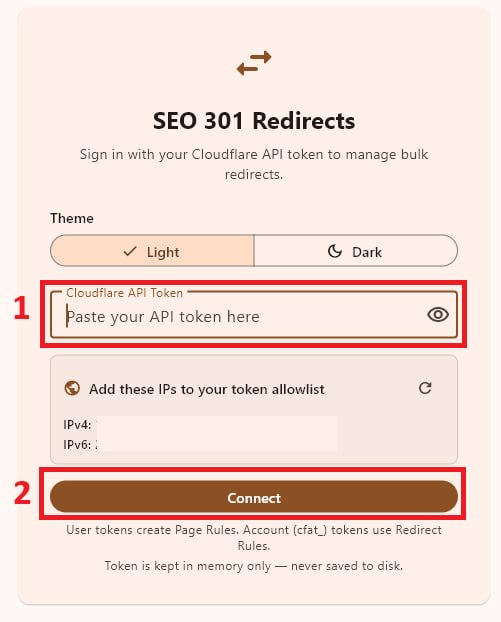 SEO 301 Redirects
Sign in with your Cloudflare API token to manage bulk
redirects.
Theme
Light
Dark
1
Cloudflare API Token
Paste your API token here
Add these IPs to your token allowlist
IPv4:
IPv6:
2
Connect
User tokens create Page Rules. Account (cfat_) tokens use Redirect
Rules.
Token is kept in memory only — never saved to disk.